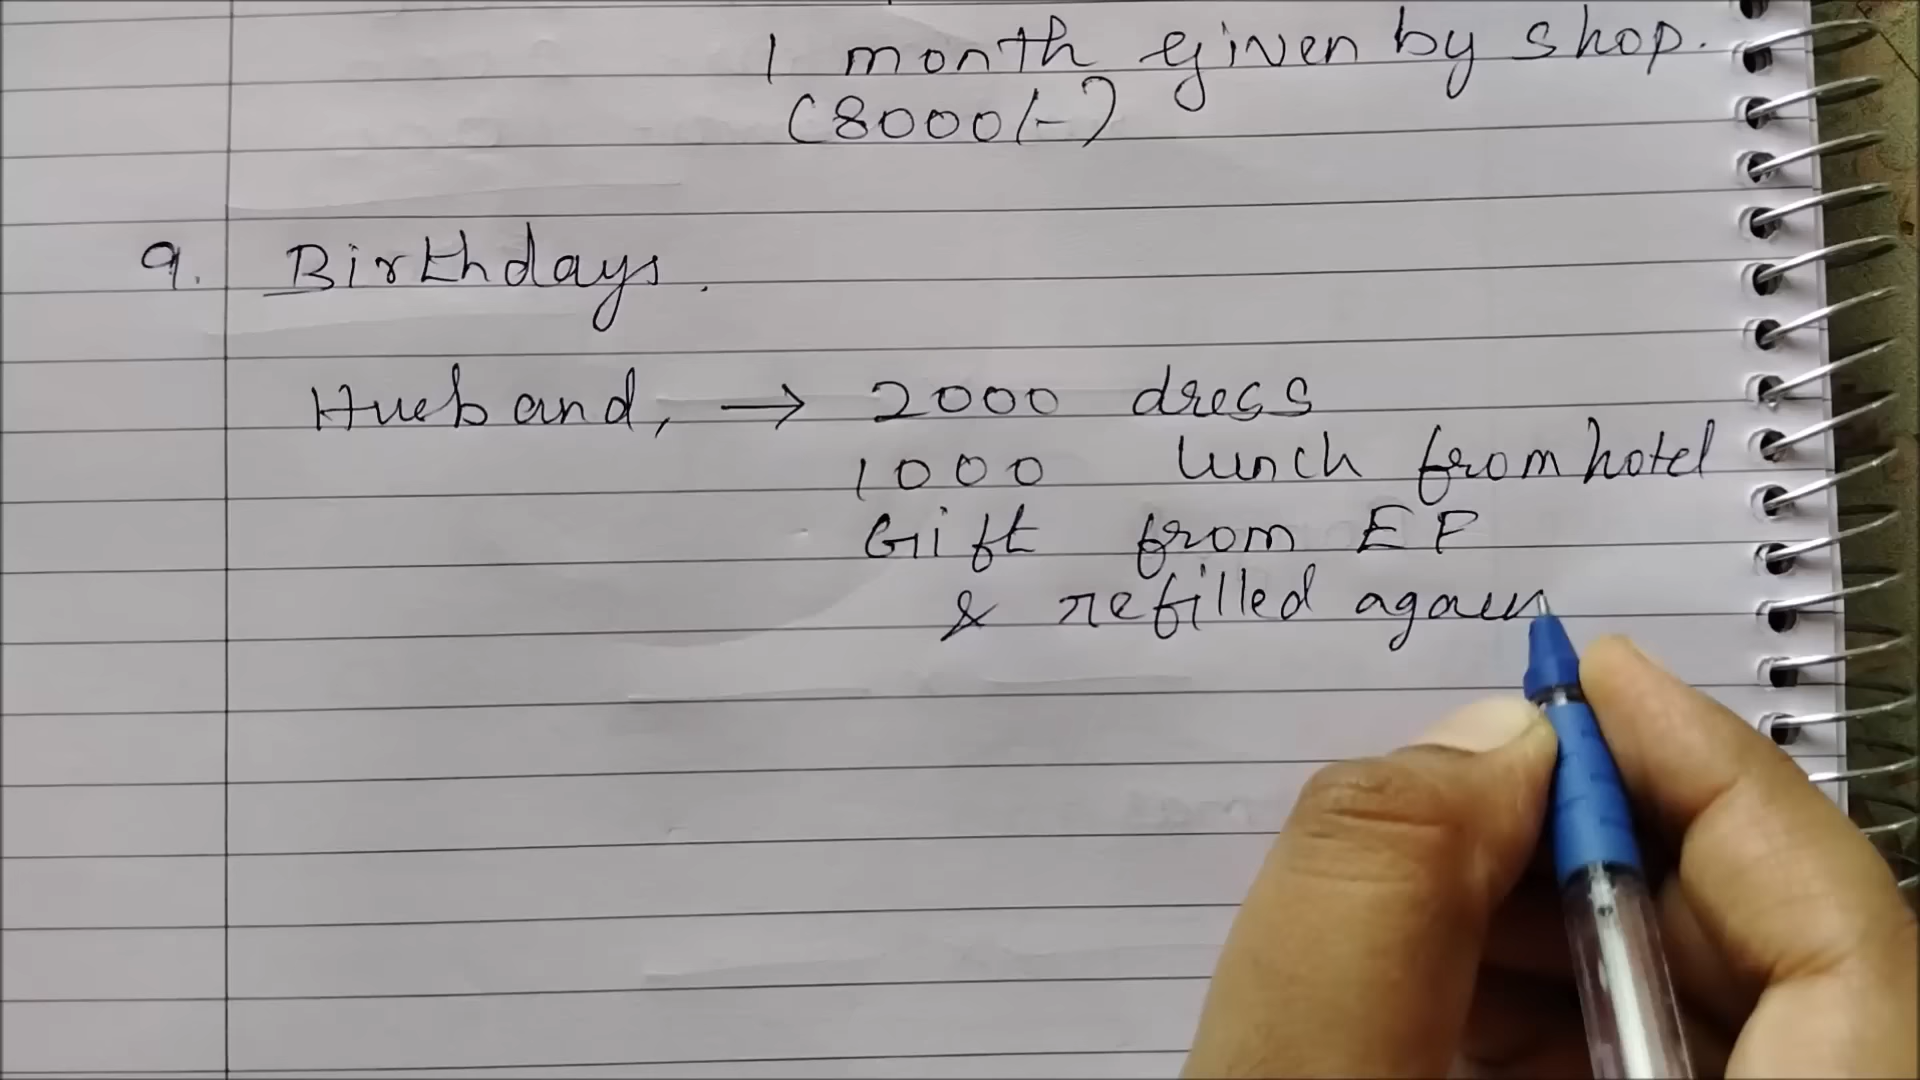 1 month given by shop.
(8000/-)
9. Birthdays.
Husband, → 2000 dress
1000 lunch from hotel
Gift from EF
& refilled again